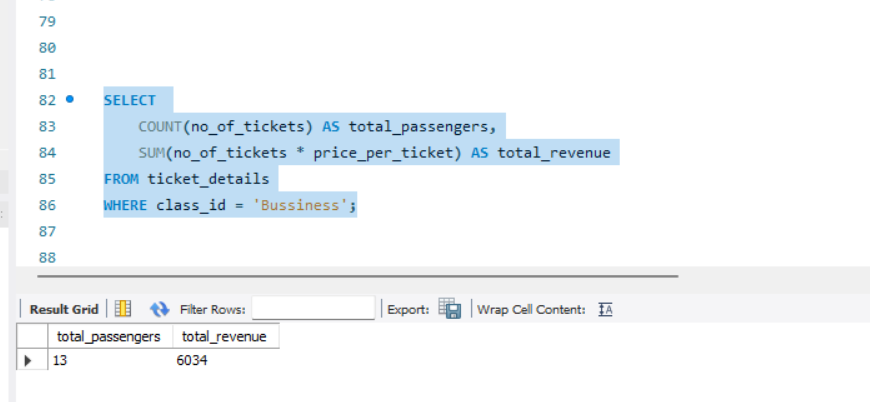 79
80
81
82 SELECT
83 COUNT(no_of_tickets) AS total_passengers,
84 SUM(no_of_tickets * price_per_ticket) AS total_revenue
85 FROM ticket_details
86 WHERE class_id = 'Bussiness';
87
88
Result Grid Filter Rows: Export: Wrap Cell Content:
total_passengers total_revenue
13 6034